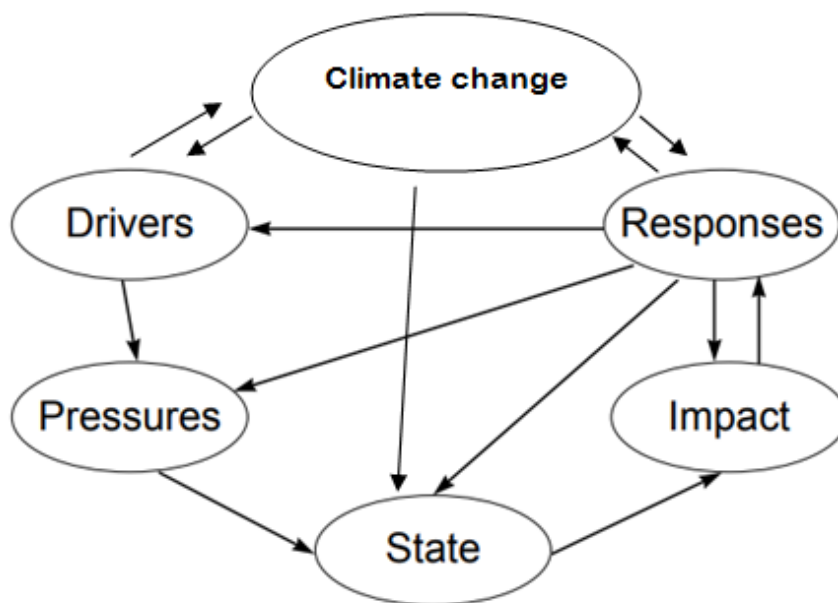 Climate change
Drivers
Responses
Pressures
Impact
State